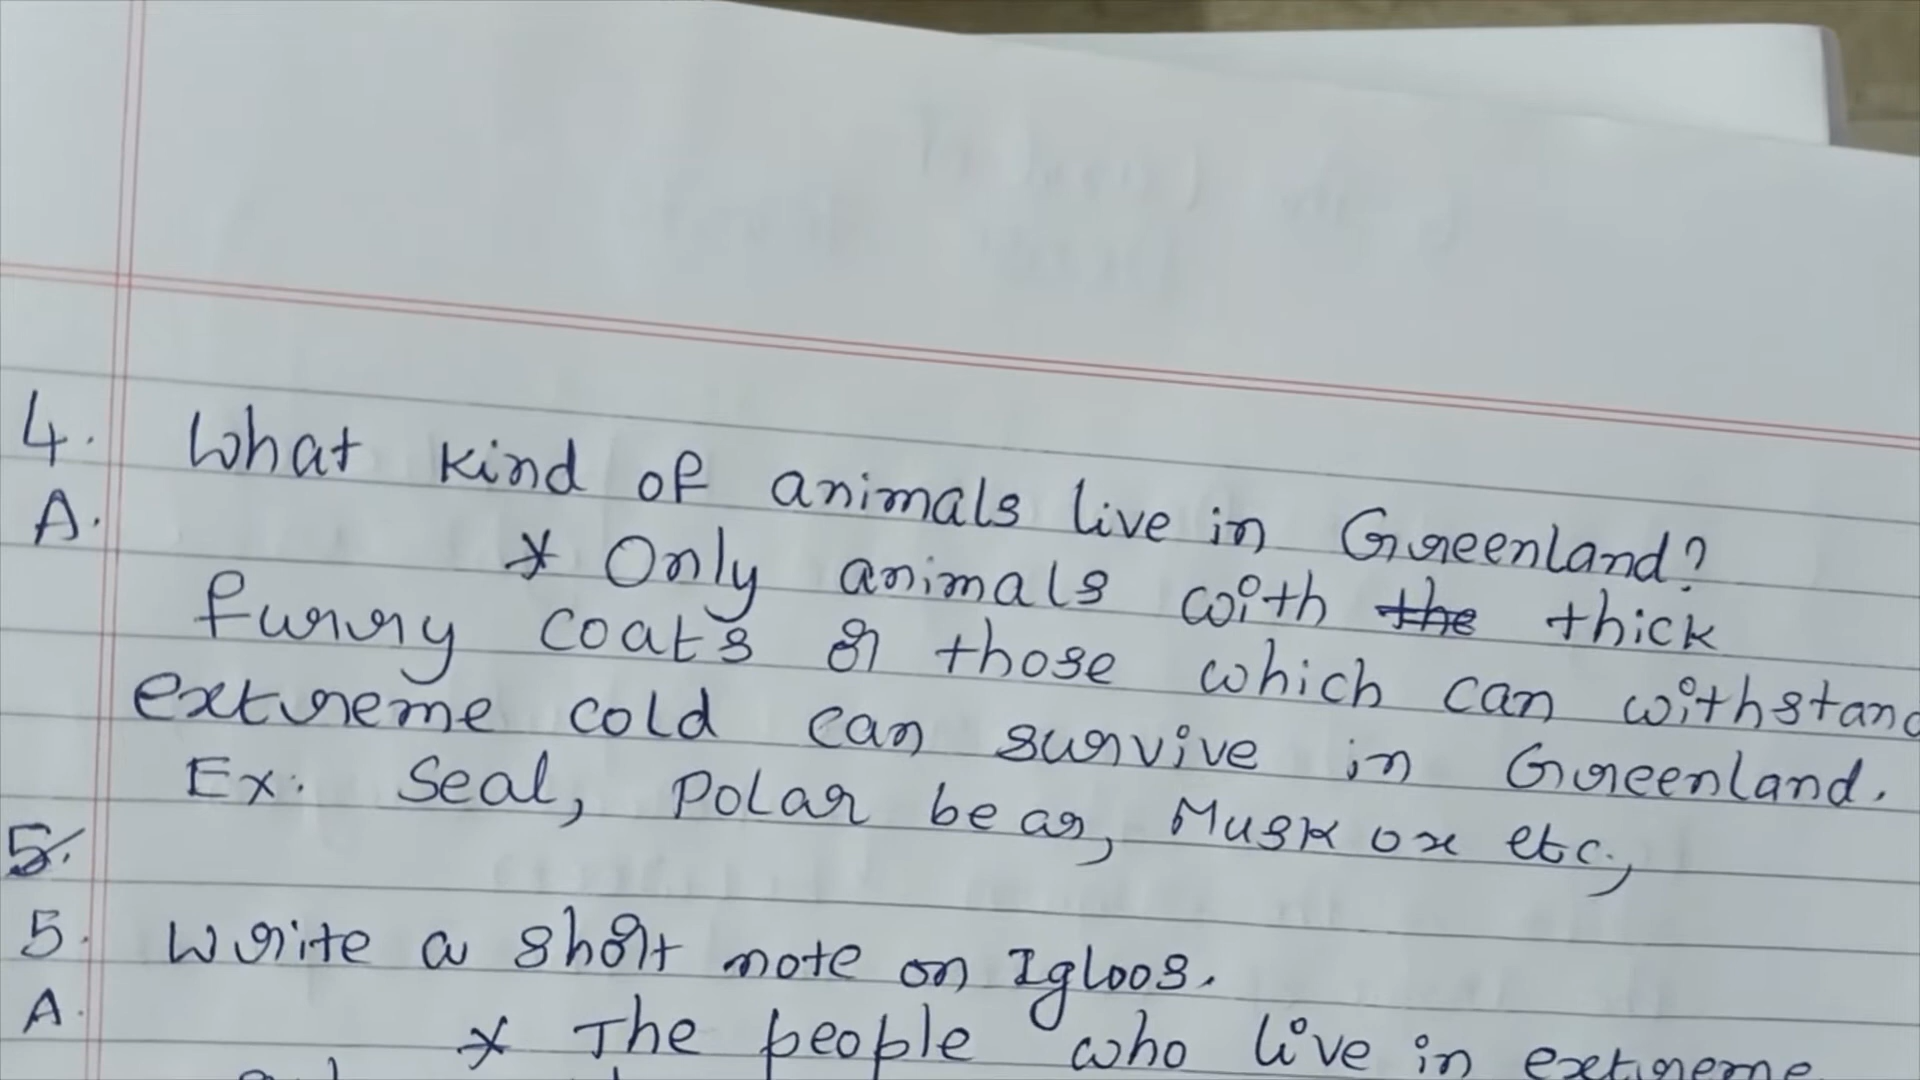 4. What kind of animals live in Greenland?
A. * Only animals with the thick
furry coats or those which can withstand
extreme cold can survive in Greenland.
Ex: Seal, Polar bear, Musk ox etc.,
5.
5. Write a short note on Igloos.
A. * The people who live in extreme